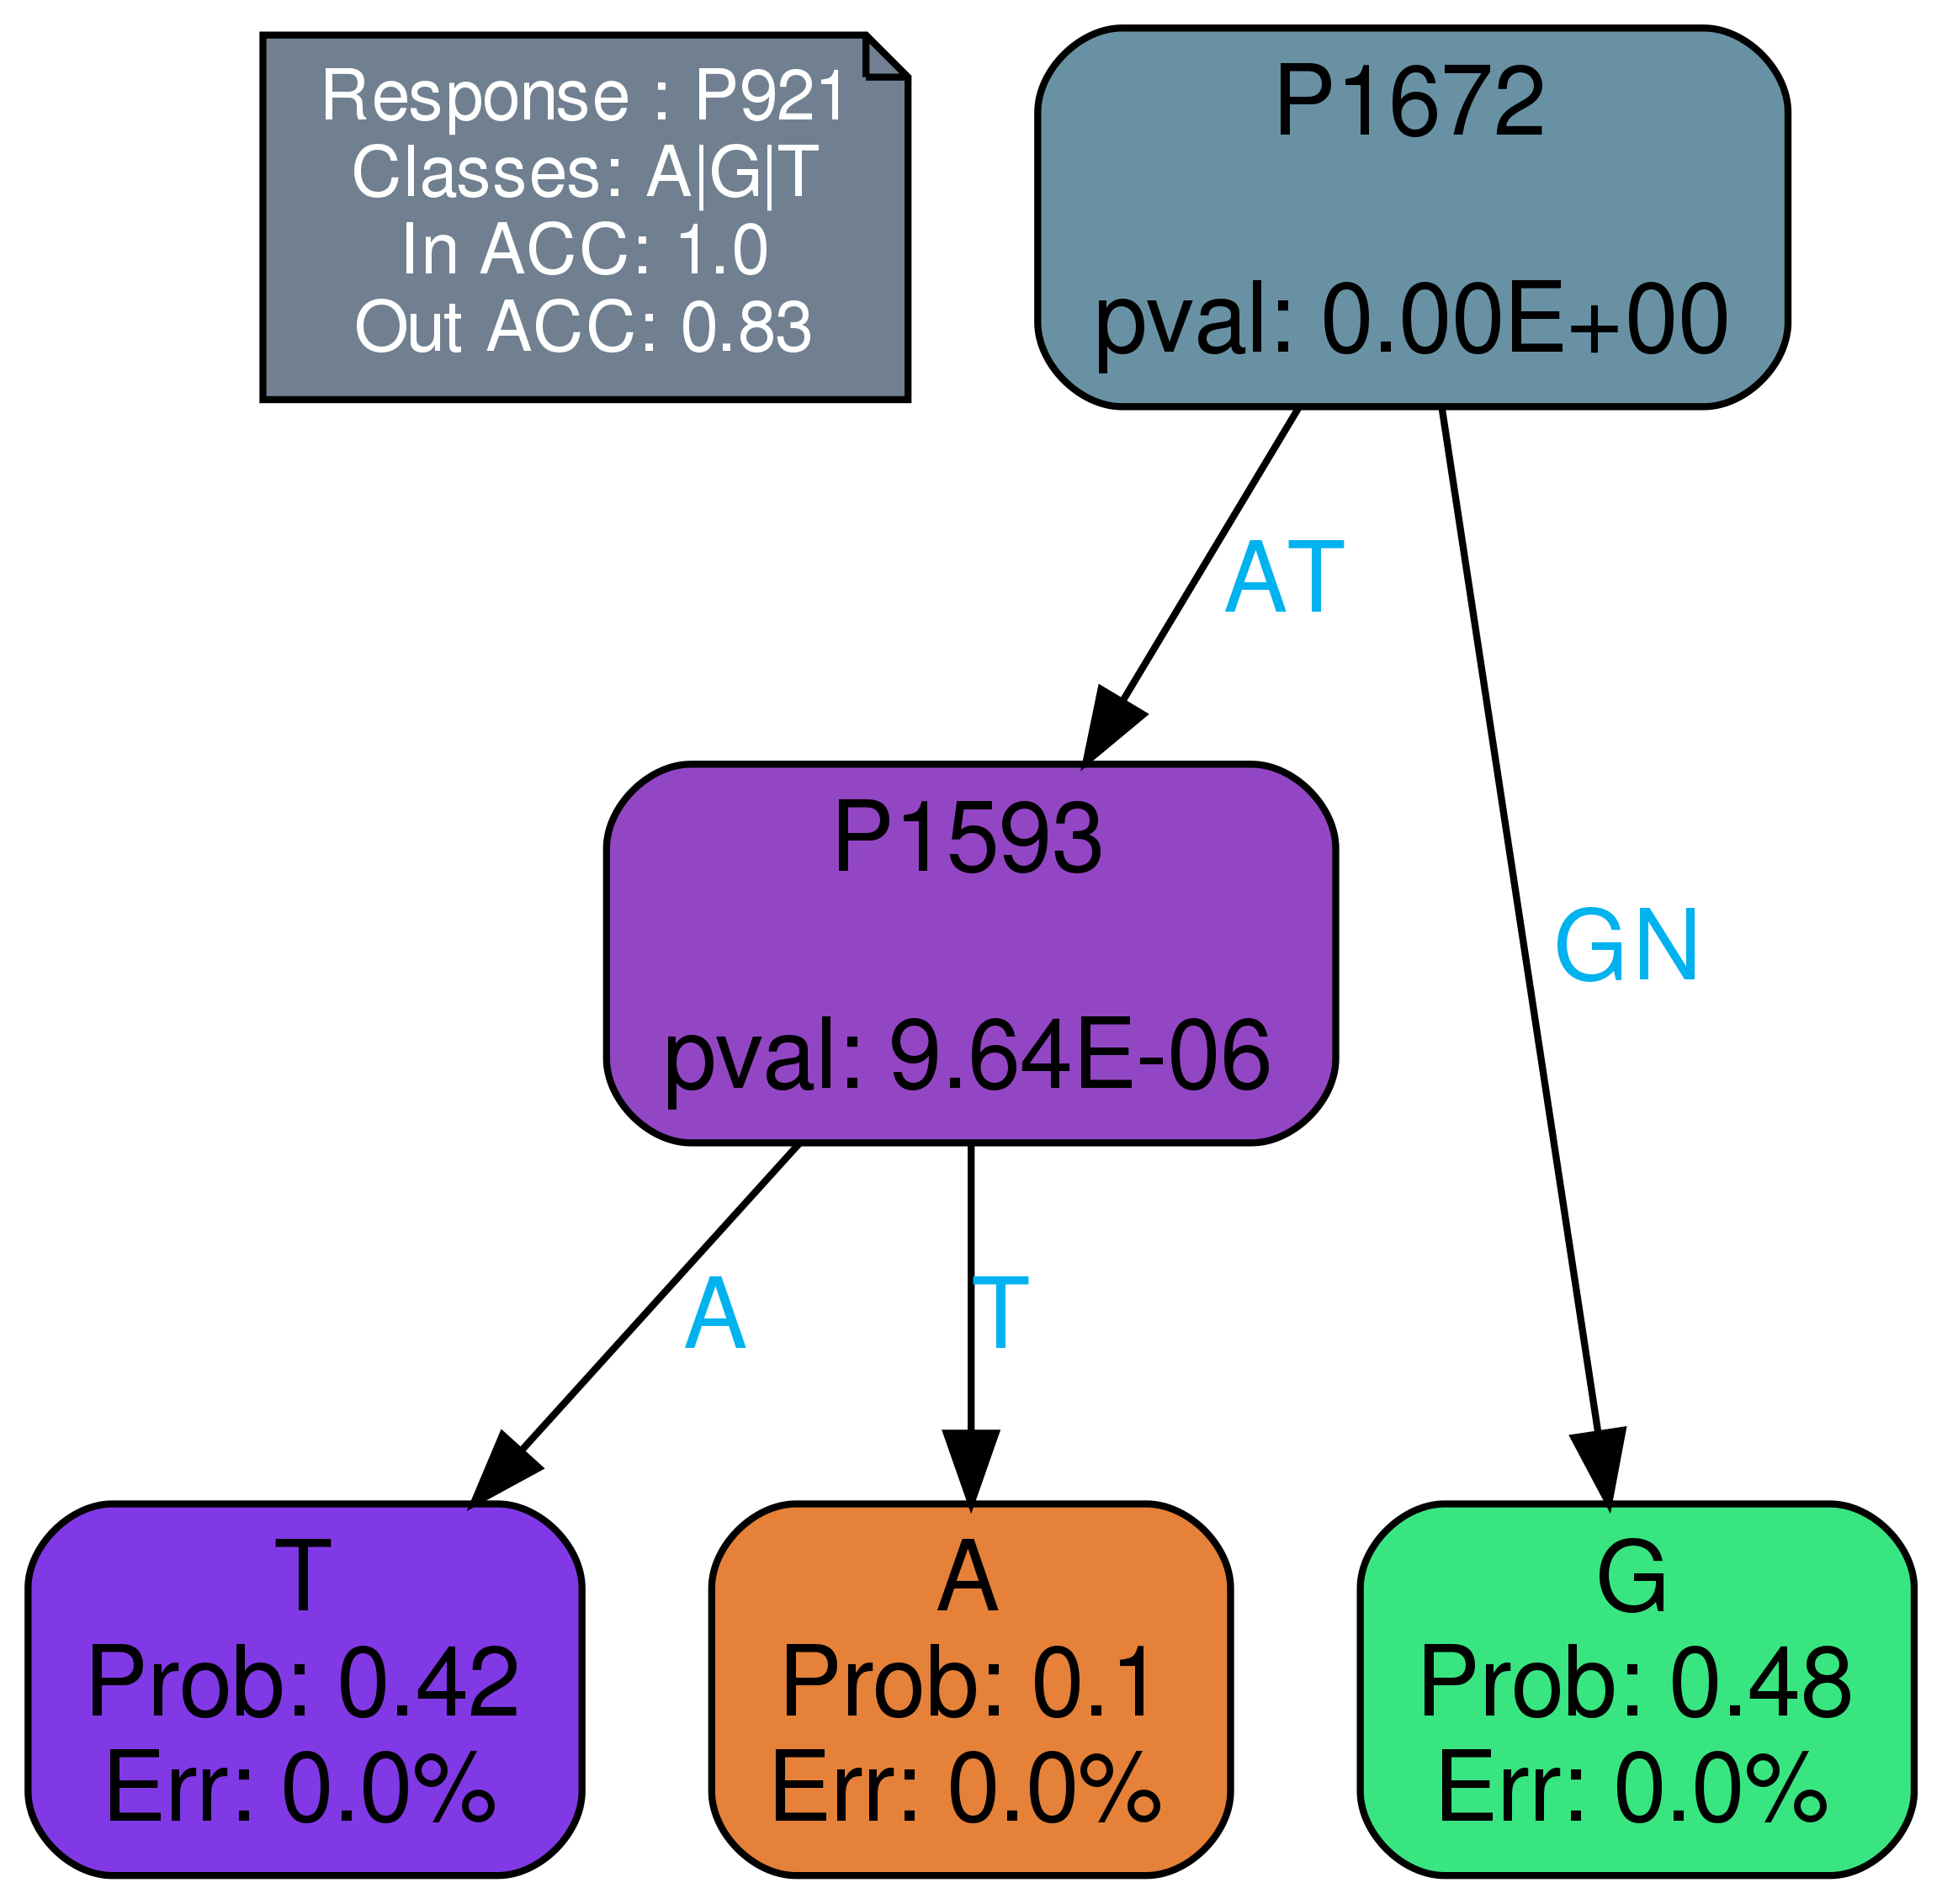 Response : P921
Classes: A|G|T
In ACC: 1.0
Out ACC: 0.83
P1672
pval: 0.00E+00
AT
GN
P1593
pval: 9.64E-06
A
T
T
Prob: 0.42
Err: 0.0%
A
Prob: 0.1
Err: 0.0%
G
Prob: 0.48
Err: 0.0%